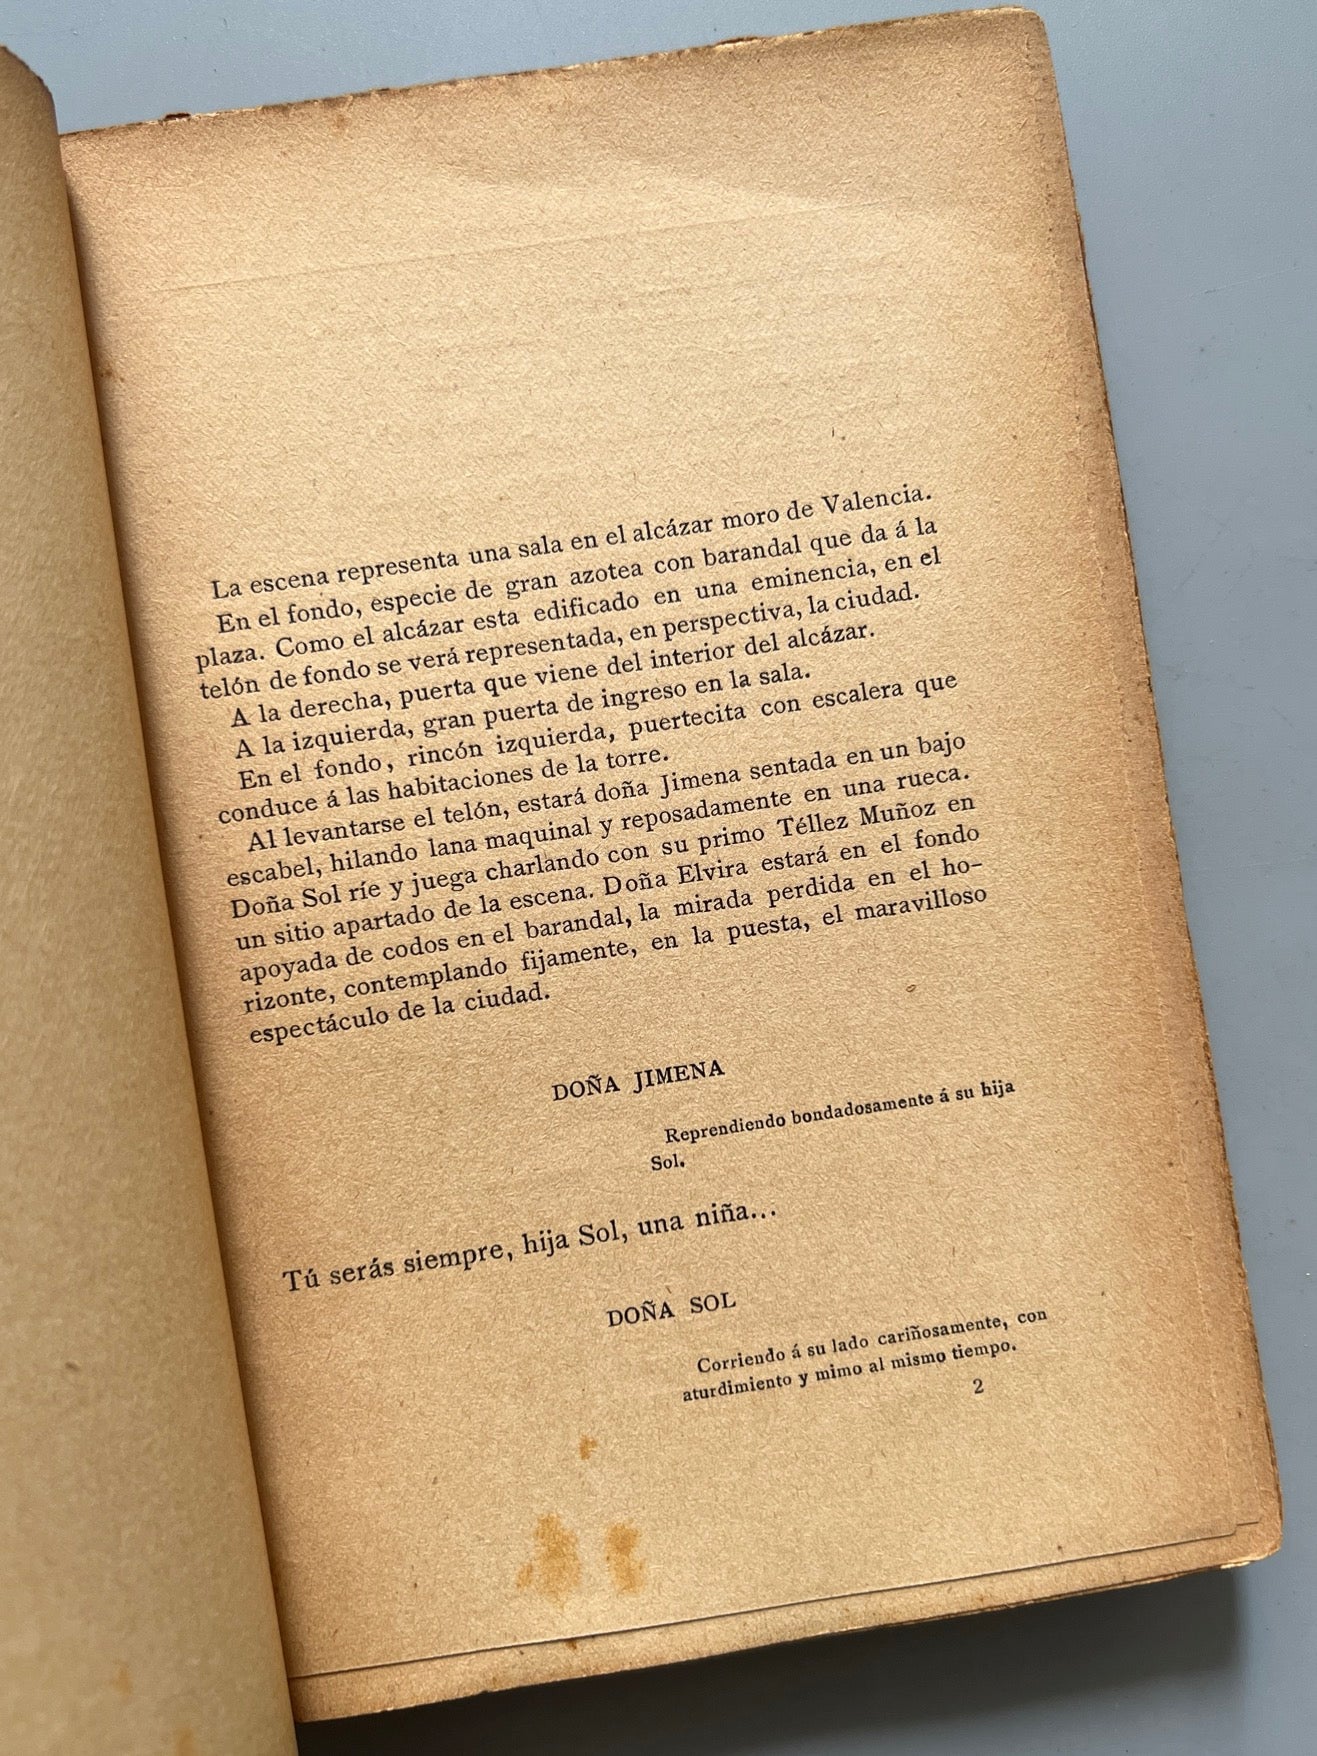 La escena representa una sala en el alcázar moro de Valencia.
En el fondo, especie de gran azotea con barandal que da á la
plaza. Como el alcázar esta edificado en una eminencia, en el
telón de fondo se verá representada, en perspectiva, la ciudad.
A la derecha, puerta que viene del interior del alcázar.
A la izquierda, gran puerta de ingreso en la sala.
En el fondo, rincón izquierda, puertecita con escalera que
conduce á las habitaciones de la torre.
Al levantarse el telón, estará doña Jimena sentada en un bajo
escabel, hilando lana maquinal y reposadamente en una rueca.
Doña Sol ríe y juega charlando con su primo Téllez Muñoz en
un sitio apartado de la escena. Doña Elvira estará en el fondo
apoyada de codos en el barandal, la mirada perdida en el ho-
rizonte, contemplando fijamente, en la puesta, el maravilloso
espectáculo de la ciudad.
DOÑA JIMENA
Reprendiendo bondadosamente á su hija
Sol.
Tú serás siempre, hija Sol, una niña...
DOÑA SOL
Corriendo á su lado cariñosamente, con
aturdimiento y mimo al mismo tiempo.
2